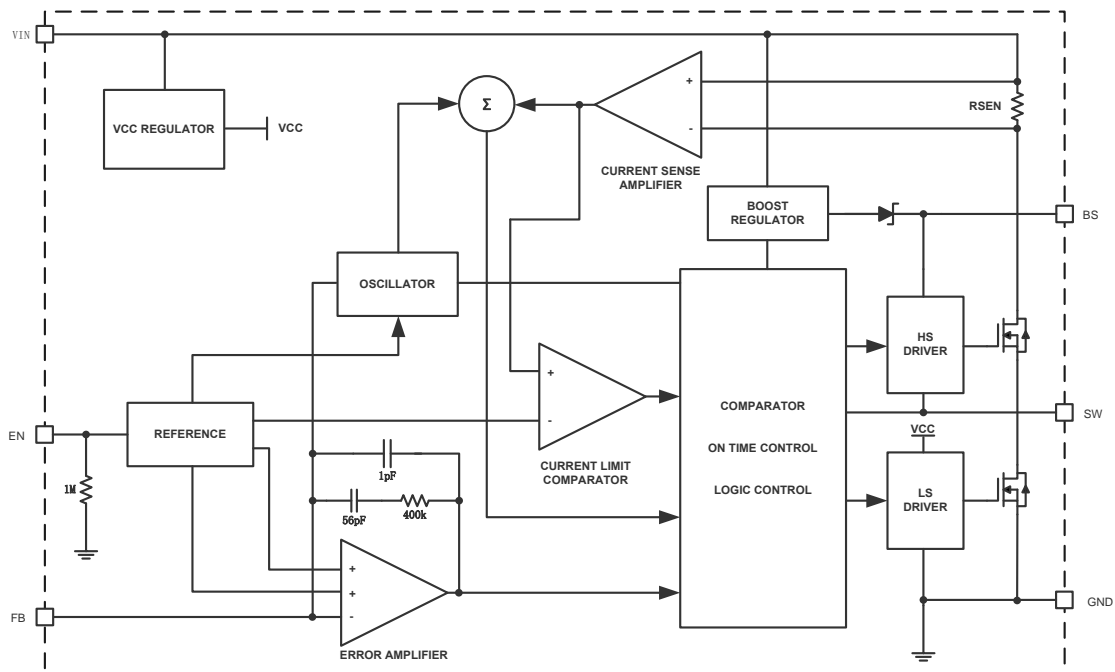 VIN
VCC REGULATOR
VCC
Σ
+
-
CURRENT SENSE
AMPLIFIER
RSEN
BOOST
REGULATOR
BS
OSCILLATOR
HS
DRIVER
+
-
CURRENT LIMIT
COMPARATOR
COMPARATOR
ON TIME CONTROL
LOGIC CONTROL
SW
VCC
LS
DRIVER
EN
REFERENCE
1M
1pF
56pF
400k
+
+
-
ERROR AMPLIFIER
FB
GND